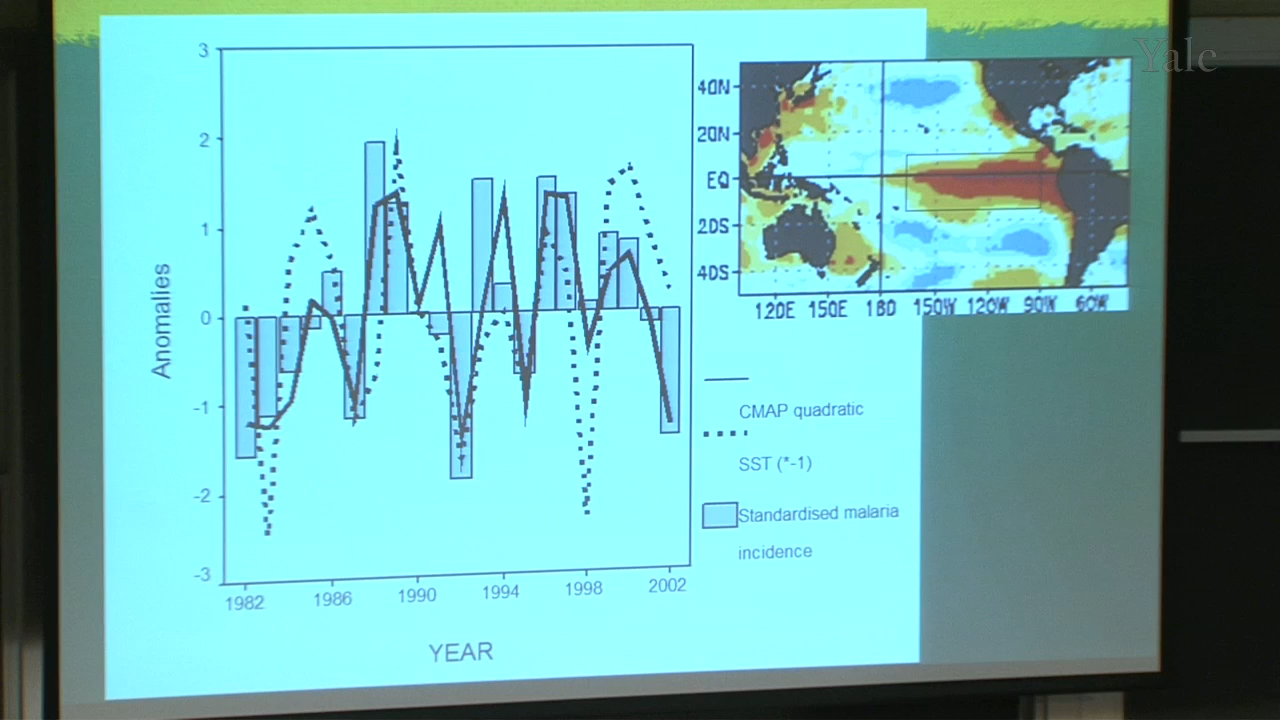 Yale
3
2
1
0
-1
-2
-3
Anomalies
1982 1986 1990 1994 1998 2002
YEAR
40N
20N
EQ
20S
40S
120E 150E 180 150W 120W 90W 60W
CMAP quadratic
SST (*-1)
Standardised malaria
incidence